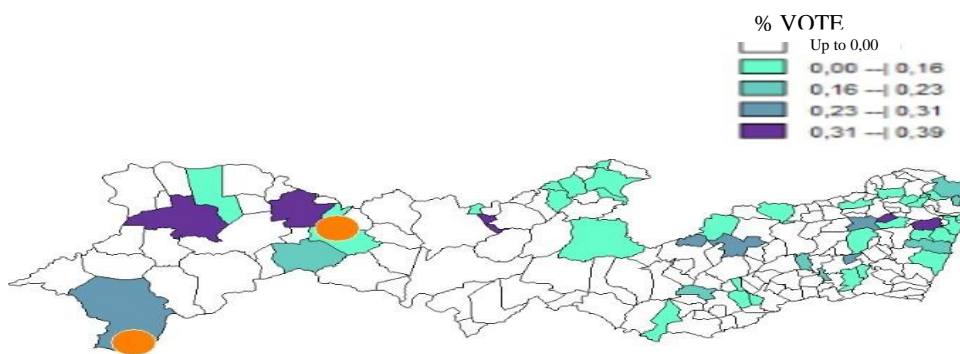 % VOTE
Up to 0,00
0,00 --| 0,16
0,16 --| 0,23
0,23 --| 0,31
0,31 --| 0,39